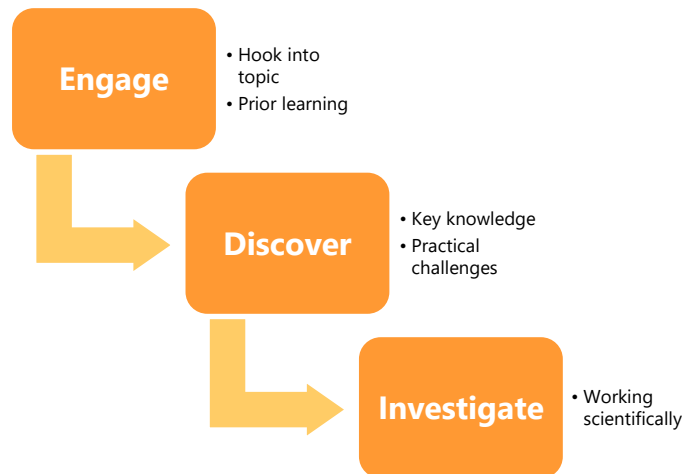 Engage
• Hook into
topic
• Prior learning
Discover
• Key knowledge
• Practical
challenges
Investigate
• Working
scientifically